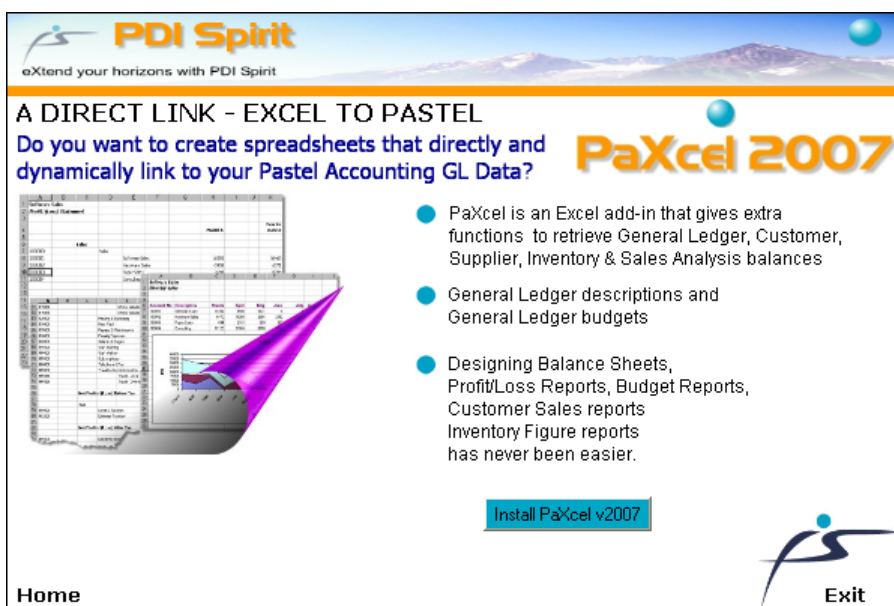 PDI Spirit
eXtend your horizons with PDI Spirit
A DIRECT LINK - EXCEL TO PASTEL
Do you want to create spreadsheets that directly and
dynamically link to your Pastel Accounting GL Data?
PaXcel 2007
PaXcel is an Excel add-in that gives extra
functions to retrieve General Ledger, Customer,
Supplier, Inventory & Sales Analysis balances
General Ledger descriptions and
General Ledger budgets
Designing Balance Sheets,
Profit/Loss Reports, Budget Reports,
Customer Sales reports
Inventory Figure reports
has never been easier.
Install PaXcel v2007
Home
Exit